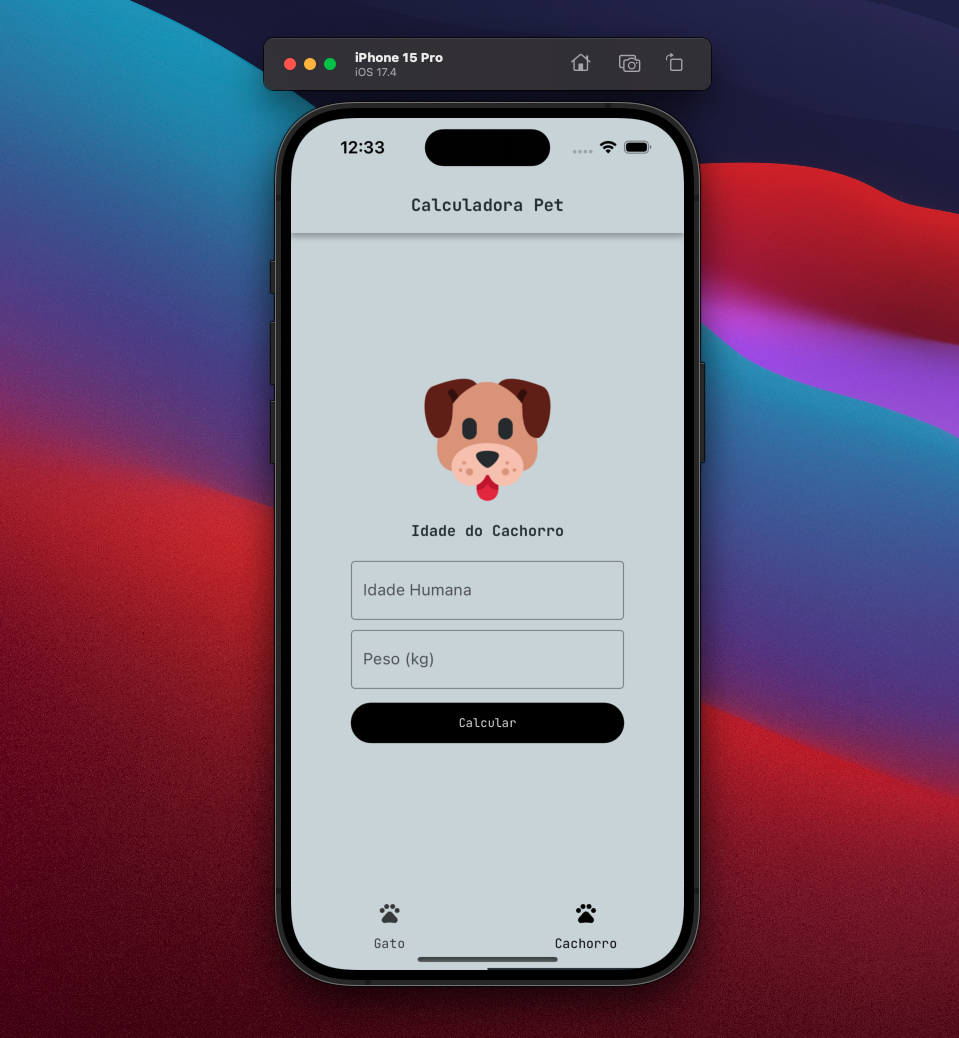 iPhone 15 Pro
iOS 17.4
12:33
Calculadora Pet
Idade do Cachorro
Idade Humana
Peso (kg)
Calcular
Gato
Cachorro